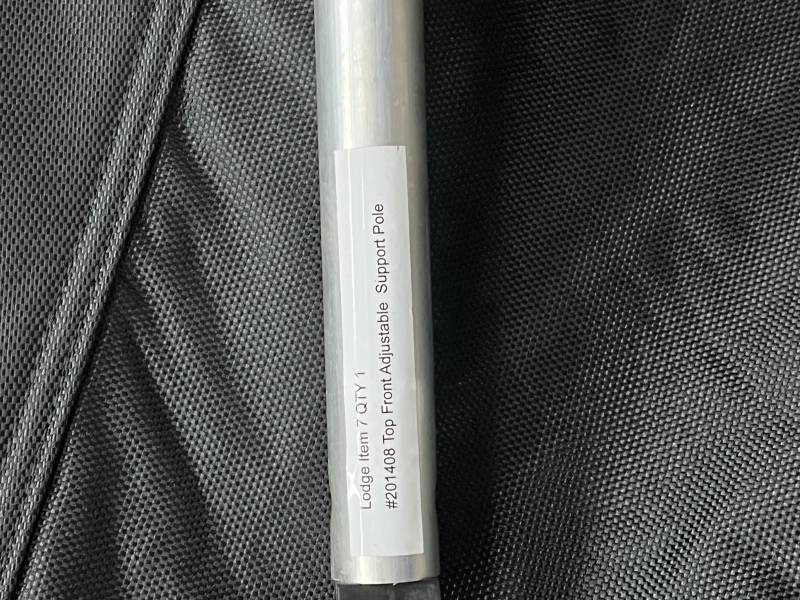 Lodge Item 7 QTY 1
#201408 Top Front Adjustable Support Pole